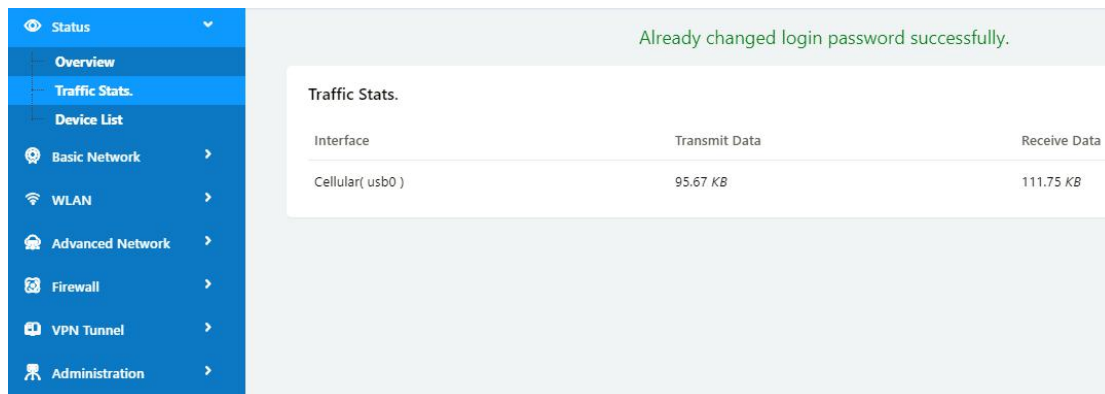 Status
Overview
Traffic Stats.
Device List
Basic Network
WLAN
Advanced Network
Firewall
VPN Tunnel
Administration
Already changed login password successfully.
Traffic Stats.
Interface Transmit Data Receive Data
Cellular( usb0 ) 95.67 KB 111.75 KB